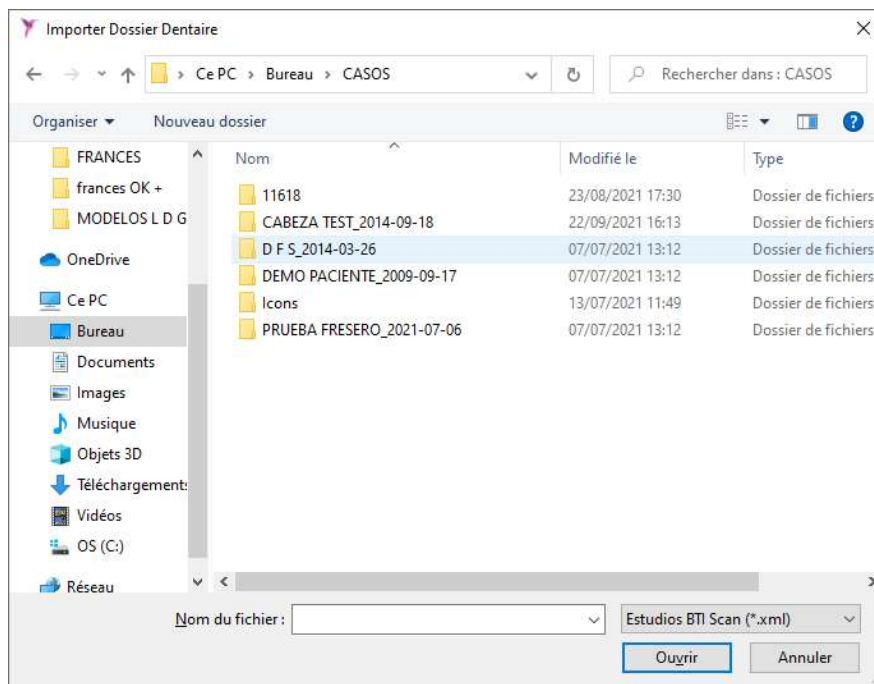 Importer Dossier Dentaire
Ce PC › Bureau › CASOS
Rechercher dans : CASOS
Organiser
Nouveau dossier
FRANCES
frances OK +
MODELOS L D G
OneDrive
Ce PC
Bureau
Documents
Images
Musique
Objets 3D
Téléchargements
Vidéos
OS (C:)
Réseau
Nom Modifié le Type
11618 23/08/2021 17:30 Dossier de fichiers
CABEZA TEST_2014-09-18 22/09/2021 16:13 Dossier de fichiers
D F S_2014-03-26 07/07/2021 13:12 Dossier de fichiers
DEMO PACIENTE_2009-09-17 07/07/2021 13:12 Dossier de fichiers
Icons 13/07/2021 11:49 Dossier de fichiers
PRUEBA FRESERO_2021-07-06 07/07/2021 13:12 Dossier de fichiers
Nom du fichier :
Estudios BTI Scan (*.xml)
Ouvrir
Annuler